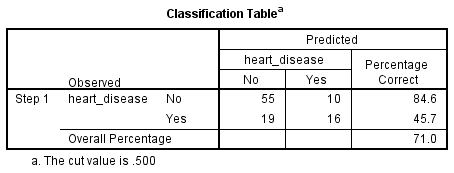 Classification Tableᵃ
Predicted
heart_disease Percentage
Observed No Yes Correct
Step 1 heart_disease No 55 10 84.6
Yes 19 16 45.7
Overall Percentage 71.0
a. The cut value is .500